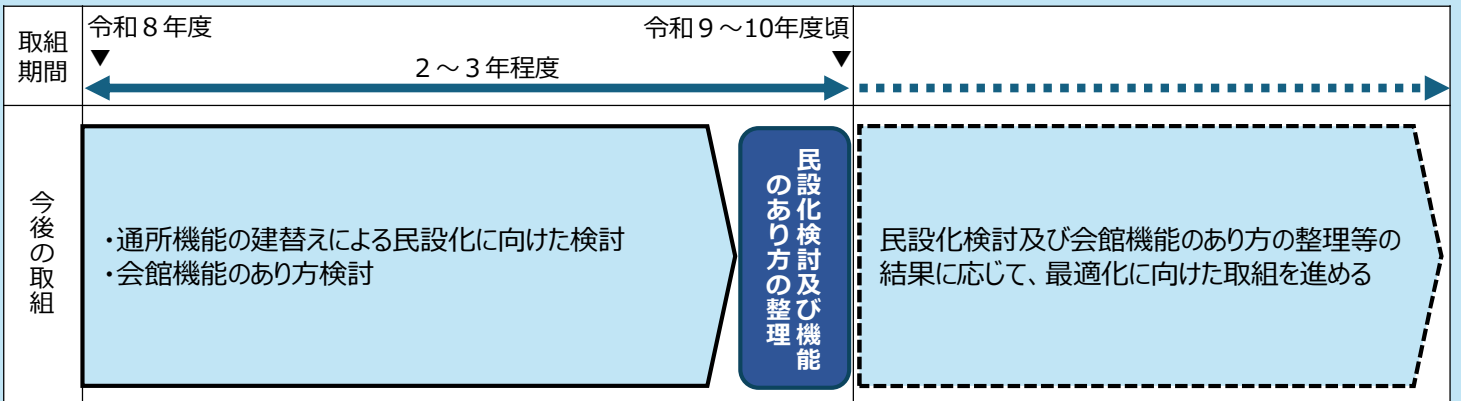 取組
期間
令和８年度
▼
令和９～10年度頃
▼
２～３年程度
今後の取組
・通所機能の建替えによる民設化に向けた検討
・会館機能のあり方検討
民設化検討及び機能
のあり方の整理
民設化検討及び会館機能のあり方の整理等の
結果に応じて、最適化に向けた取組を進める